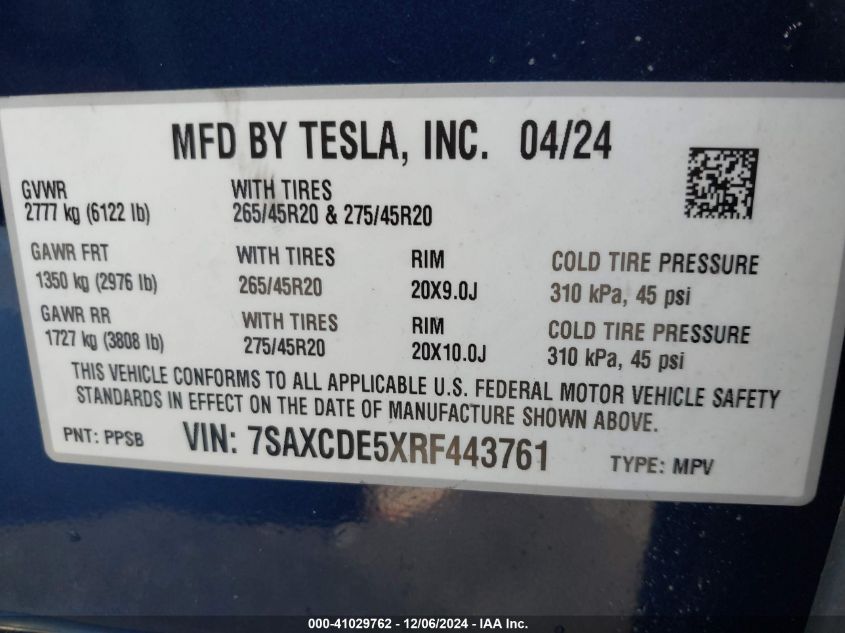 MFD BY TESLA, INC. 04/24
GVWR
2777 kg (6122 lb)
WITH TIRES
265/45R20 & 275/45R20
GAWR FRT
1350 kg (2976 lb)
WITH TIRES
265/45R20
RIM
20X9.0J
COLD TIRE PRESSURE
310 kPa, 45 psi
GAWR RR
1727 kg (3808 lb)
WITH TIRES
275/45R20
RIM
20X10.0J
COLD TIRE PRESSURE
310 kPa, 45 psi
THIS VEHICLE CONFORMS TO ALL APPLICABLE U.S. FEDERAL MOTOR VEHICLE SAFETY
STANDARDS IN EFFECT ON THE DATE OF MANUFACTURE SHOWN ABOVE.
PNT: PPSB VIN: 7SAXCDE5XRF443761 TYPE: MPV
000-41029762 - 12/06/2024 - IAA Inc.